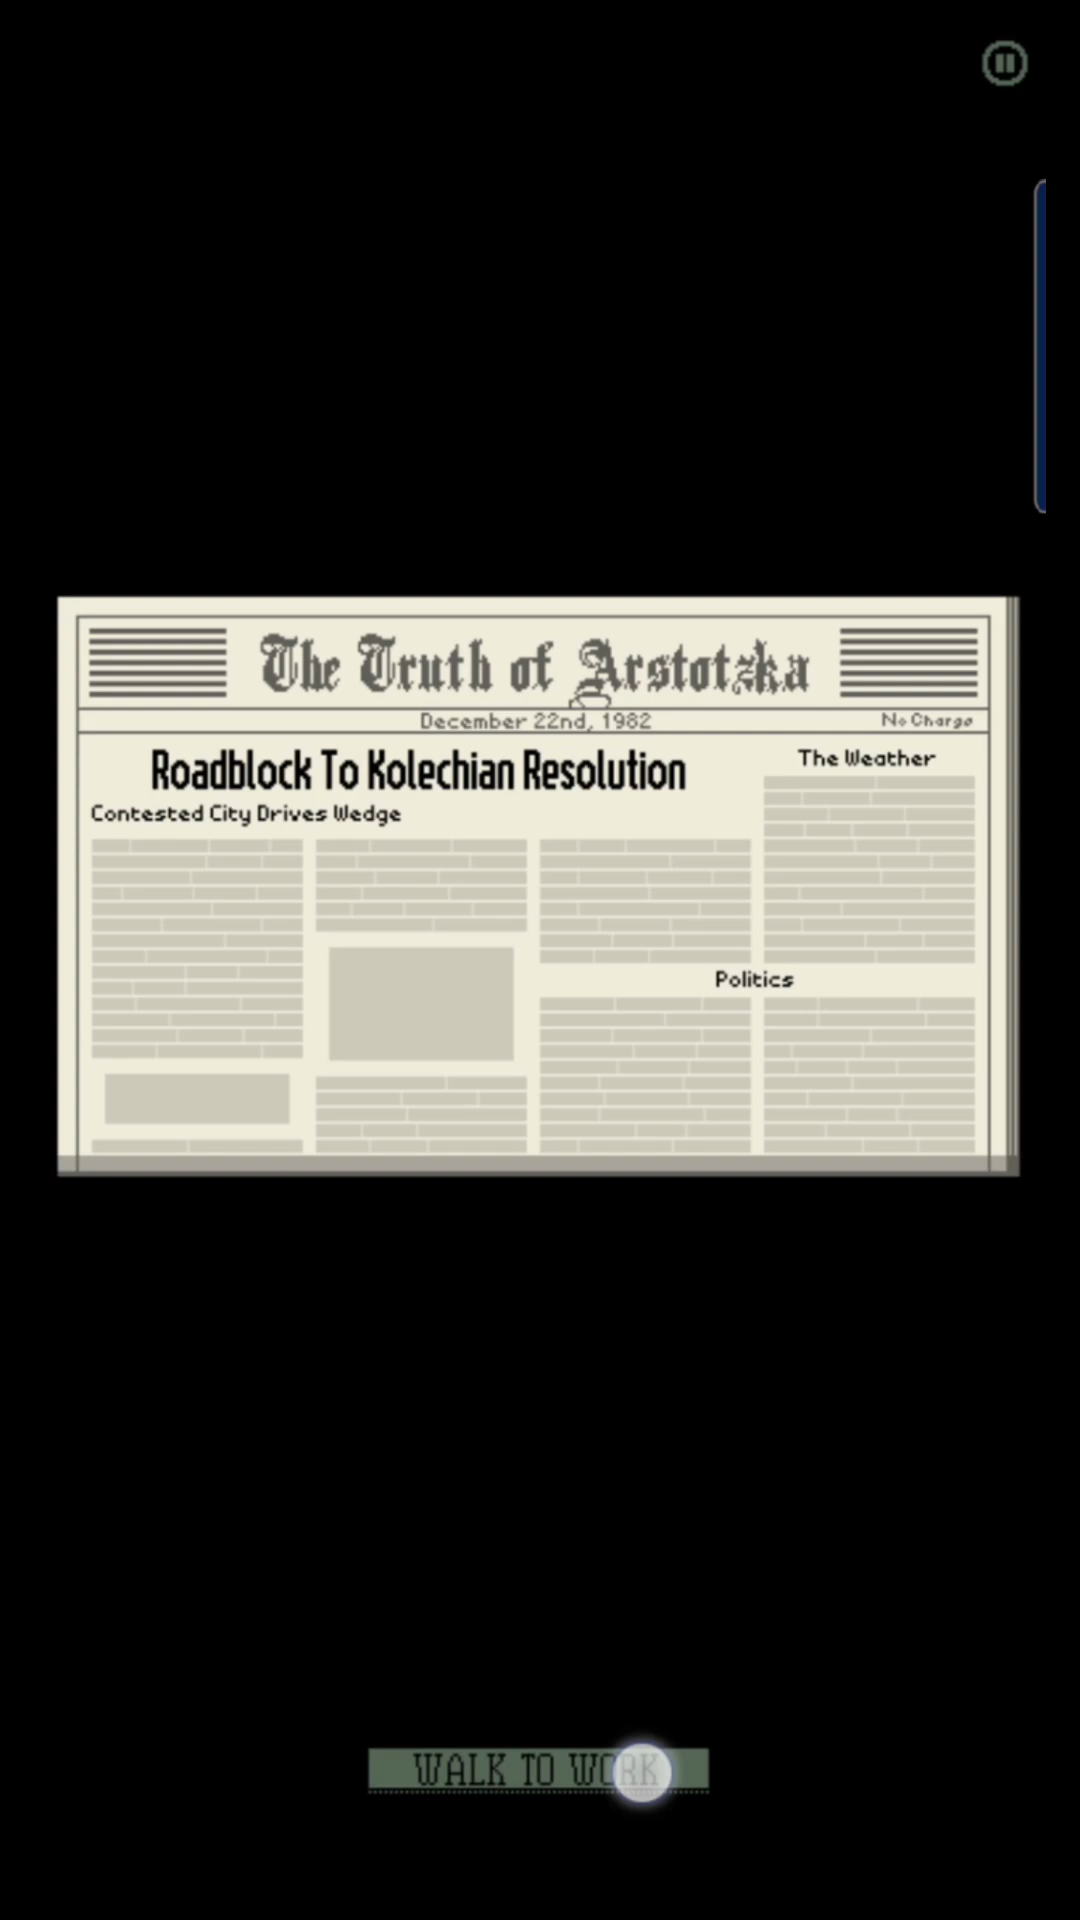 The Truth of Arstotzka
December 22nd, 1982
No Charge
Roadblock To Kolechian Resolution
Contested City Drives Wedge
The Weather
Politics
WALK TO WORK